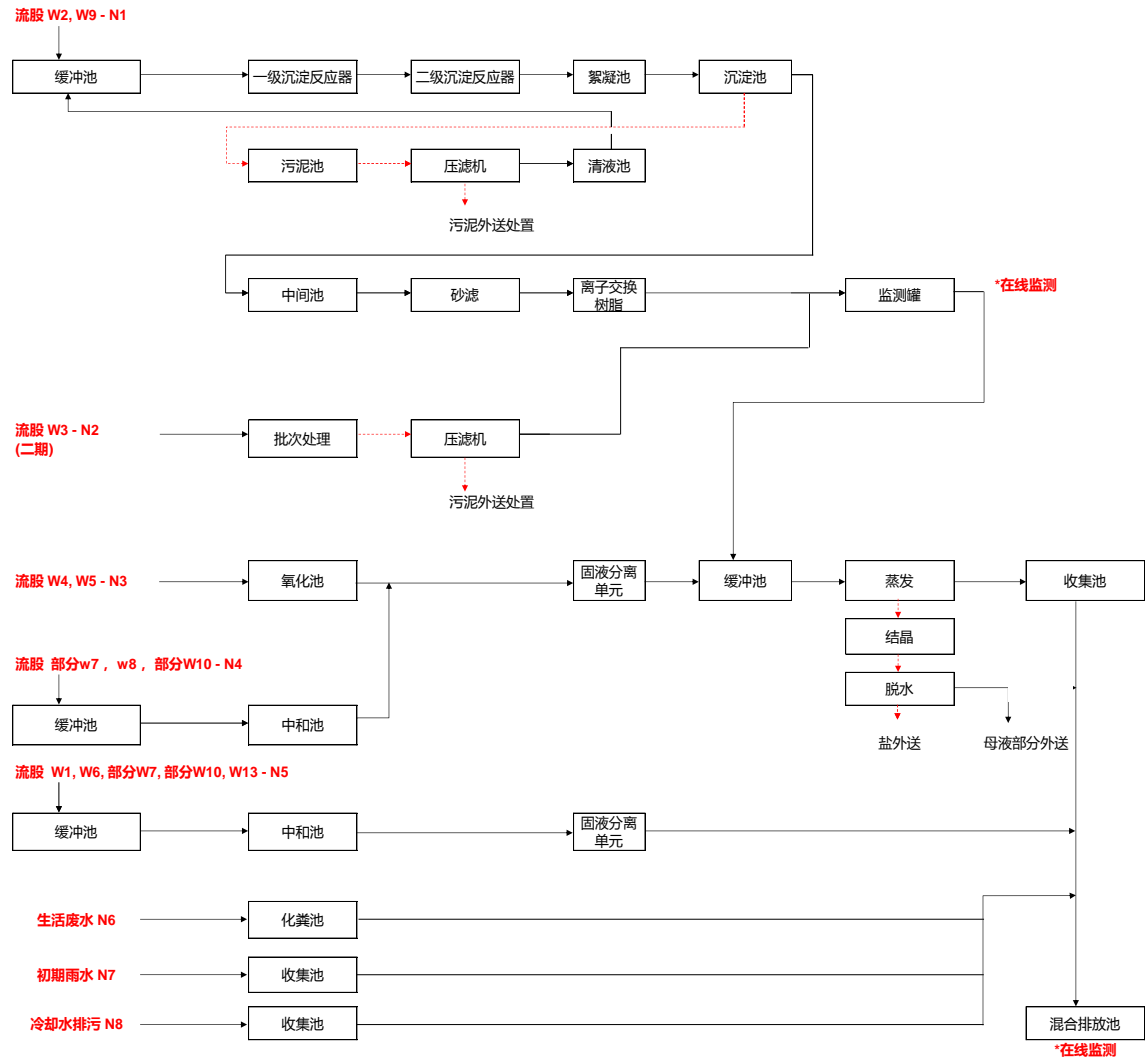 流股 W2, W9 - N1
缓冲池
一级沉淀反应器
二级沉淀反应器
絮凝池
沉淀池
污泥池
压滤机
清液池
污泥外送处置
中间池
砂滤
离子交换
树脂
监测罐
*在线监测
流股 W3 - N2
(二期)
批次处理
压滤机
污泥外送处置
流股 W4, W5 - N3
氧化池
固液分离
单元
缓冲池
蒸发
收集池
结晶
流股 部分w7 ,  w8 ,  部分W10 - N4
脱水
缓冲池
中和池
盐外送
母液部分外送
流股 W1, W6, 部分W7, 部分W10, W13 - N5
缓冲池
中和池
固液分离
单元
生活废水 N6
化粪池
初期雨水 N7
收集池
冷却水排污 N8
收集池
混合排放池
*在线监测